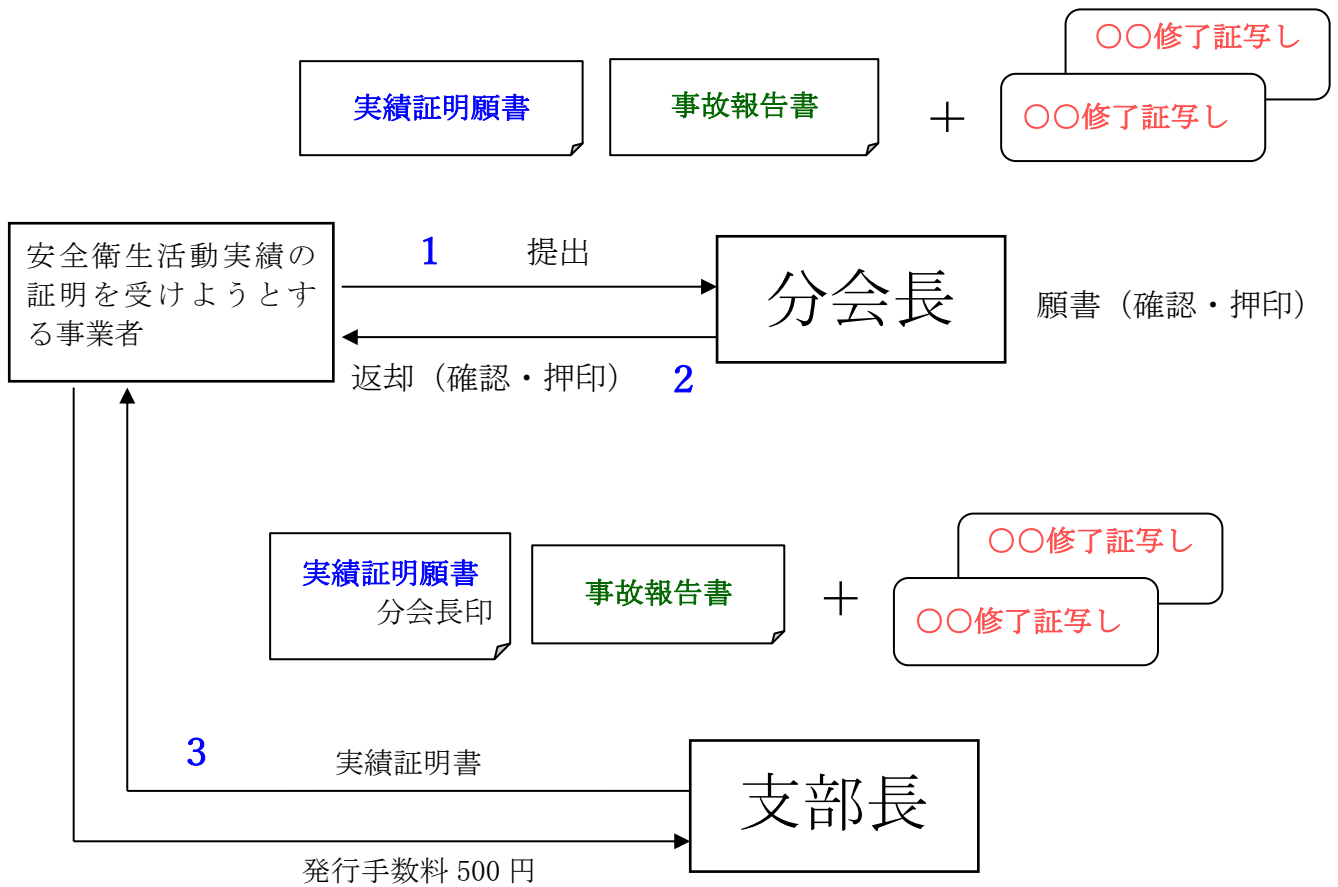 〇〇修了証写し
実績証明願書
事故報告書
＋
〇〇修了証写し
安全衛生活動実績の
証明を受けようとす
る事業者
1
提出
分会長
願書（確認・押印）
返却（確認・押印）
2
実績証明願書
分会長印
事故報告書
＋
〇〇修了証写し
〇〇修了証写し
3
実績証明書
支部長
発行手数料 500 円